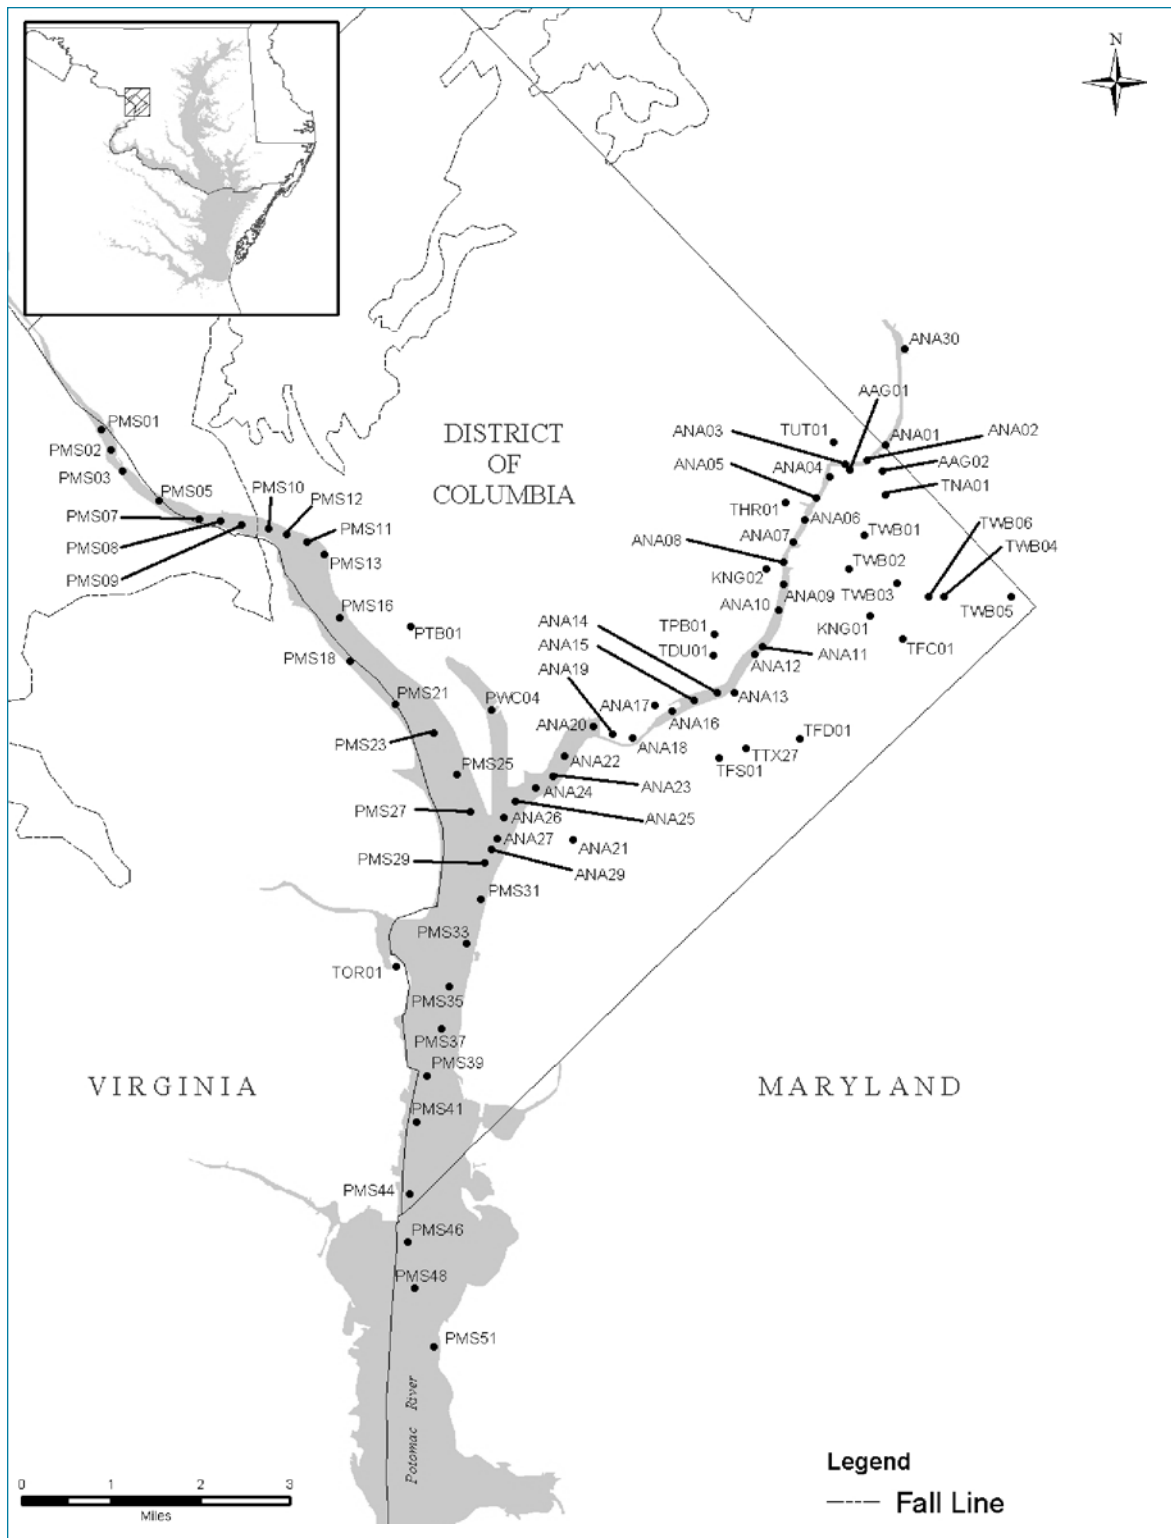 N
ANA30
AAG01
TUT01
ANA01
ANA02
ANA03
PMS01
DISTRICT
OF
COLUMBIA
PMS02
AAG02
ANA04
ANA05
PMS03
TNA01
PMS05
PMS10
PMS12
THR01
ANA06
TWB01
TWB06
PMS07
PMS11
PMS08
ANA07
TWB04
PMS13
ANA08
TWB02
KNG02
PMS09
ANA09
TWB03
TWB05
ANA10
PMS16
ANA14
KNG01
PTB01
TPB01
ANA15
TDU01
ANA11
TFC01
PMS18
ANA12
ANA19
PMS21
PWC04
ANA17
ANA13
ANA20
ANA16
PMS23
ANA18
TFD01
TTX27
PMS25
ANA22
TFS01
ANA23
ANA24
PMS27
ANA26
ANA25
ANA27
ANA21
PMS29
ANA29
PMS31
PMS33
TOR01
PMS35
PMS37
PMS39
VIRGINIA
MARYLAND
PMS41
PMS44
PMS46
PMS48
PMS51
Potomac River
Legend
Fall Line
0 1 2 3
Miles